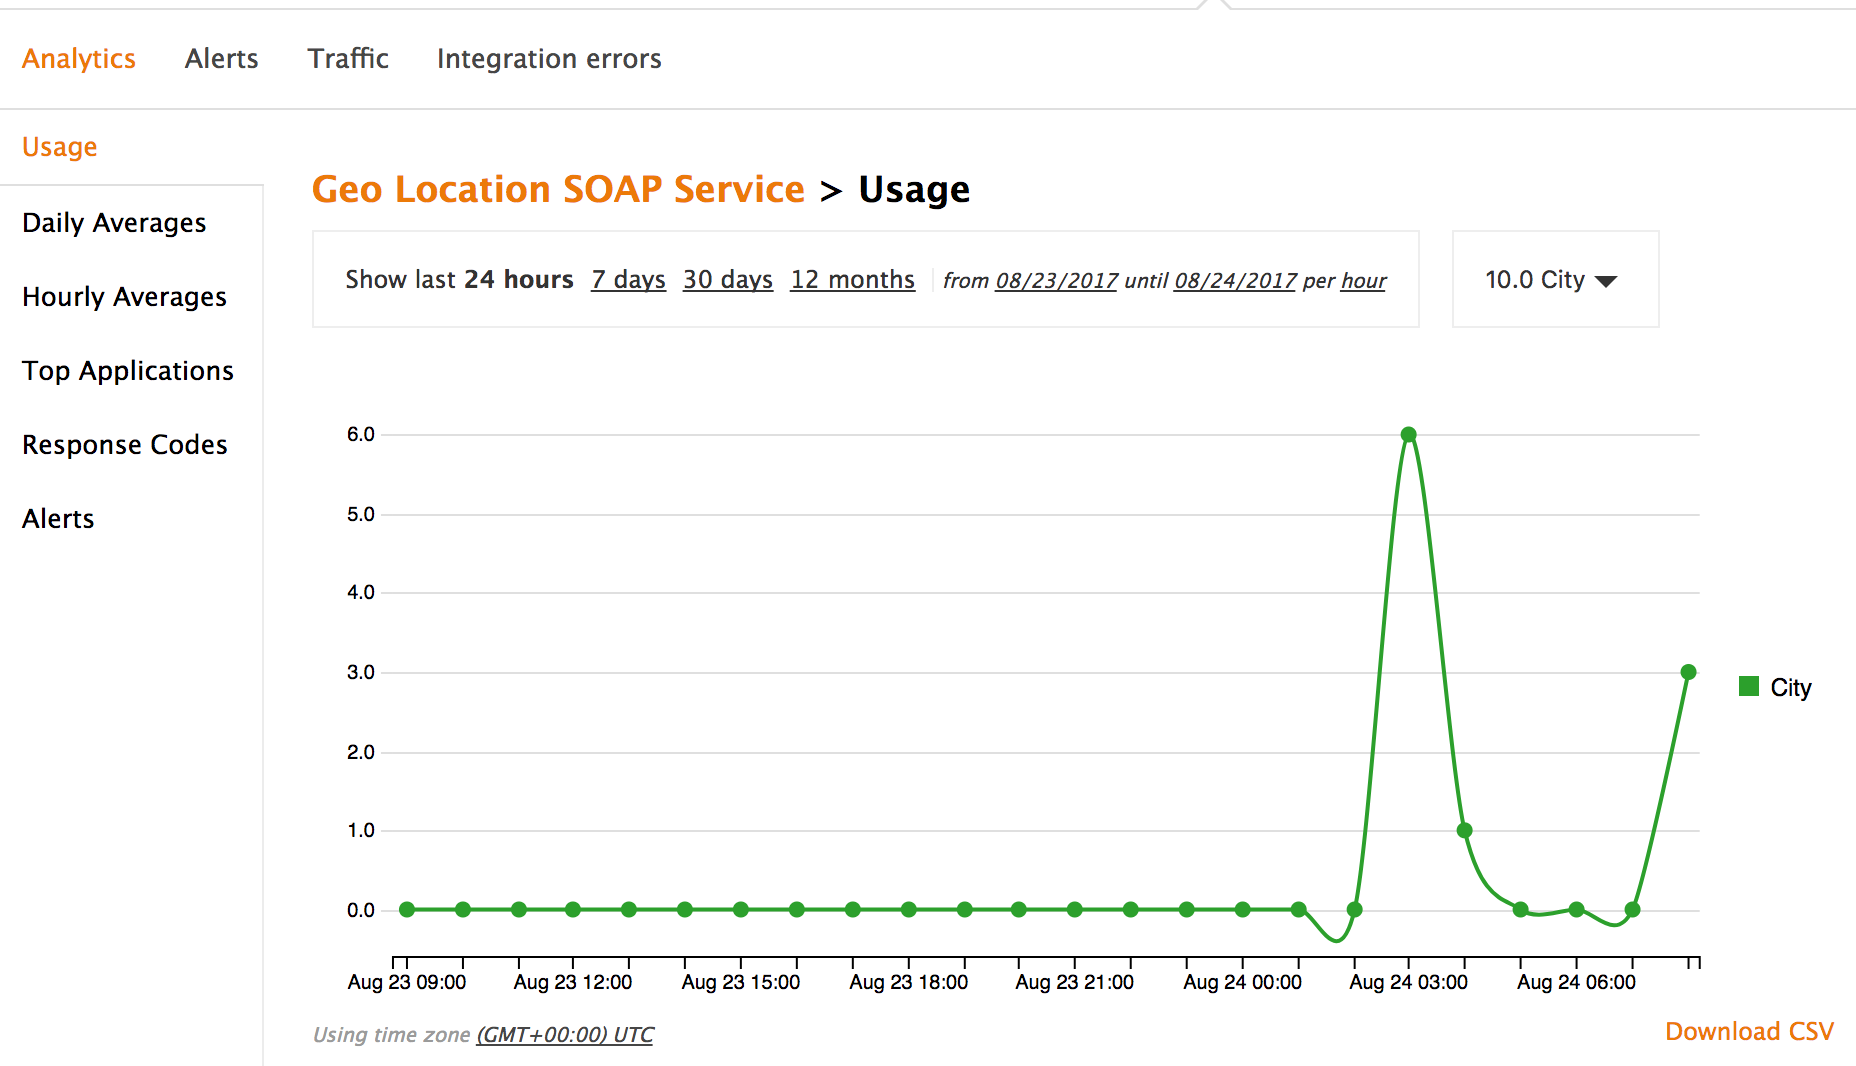 Analytics Alerts Traffic Integration errors
Usage
Daily Averages
Hourly Averages
Top Applications
Response Codes
Alerts
Geo Location SOAP Service > Usage
Show last 24 hours 7 days 30 days 12 months from 08/23/2017 until 08/24/2017 per hour
10.0 City
6.0
5.0
4.0
3.0
2.0
1.0
0.0
City
Aug 23 09:00 Aug 23 12:00 Aug 23 15:00 Aug 23 18:00 Aug 23 21:00 Aug 24 00:00 Aug 24 03:00 Aug 24 06:00
Using time zone (GMT+00:00) UTC
Download CSV